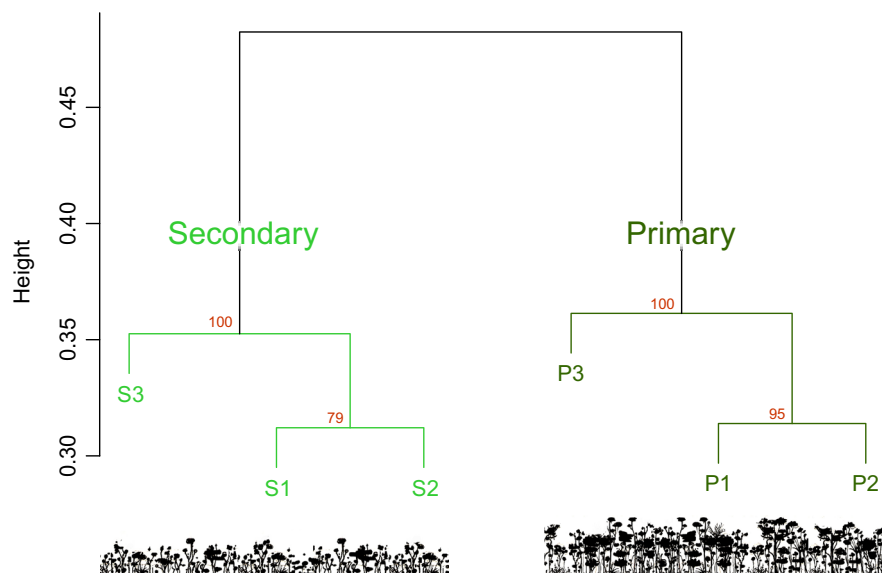 Height
0.45
0.40
0.35
0.30
Secondary
Primary
100
100
S3
P3
79
95
S1
S2
P1
P2